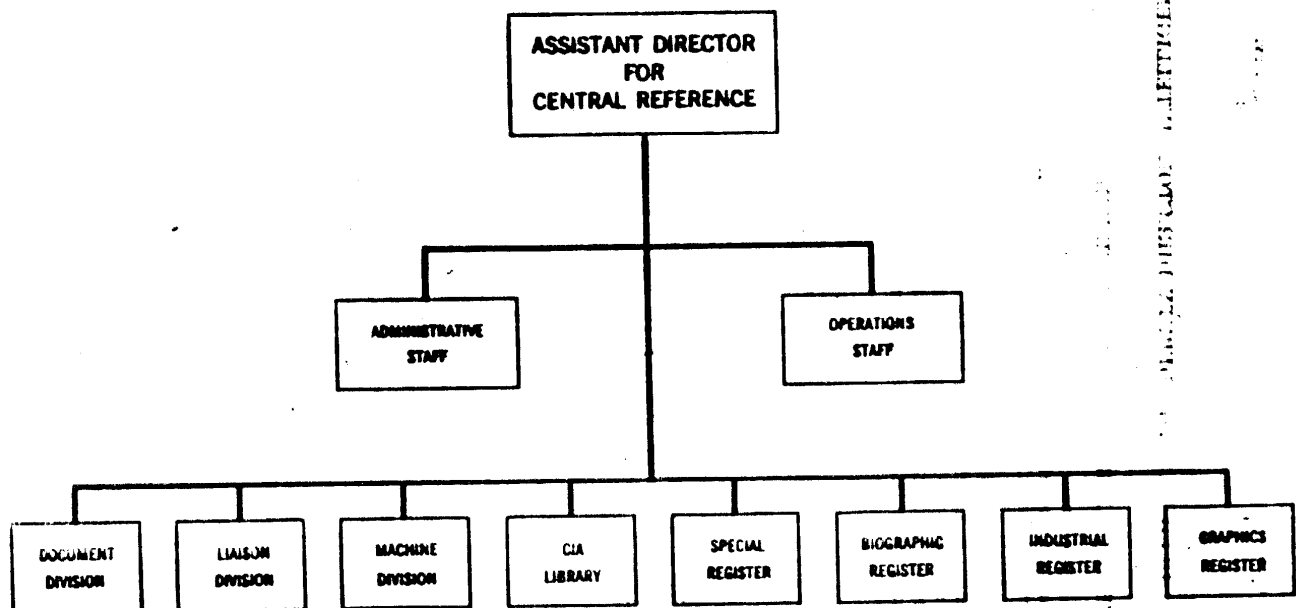 ASSISTANT DIRECTOR
FOR
CENTRAL REFERENCE
ADMINISTRATIVE
STAFF
OPERATIONS
STAFF
DOCUMENT
DIVISION
LIAISON
DIVISION
MACHINE
DIVISION
CIA
LIBRARY
SPECIAL
REGISTER
BIOGRAPHIC
REGISTER
INDUSTRIAL
REGISTER
GRAPHICS
REGISTER